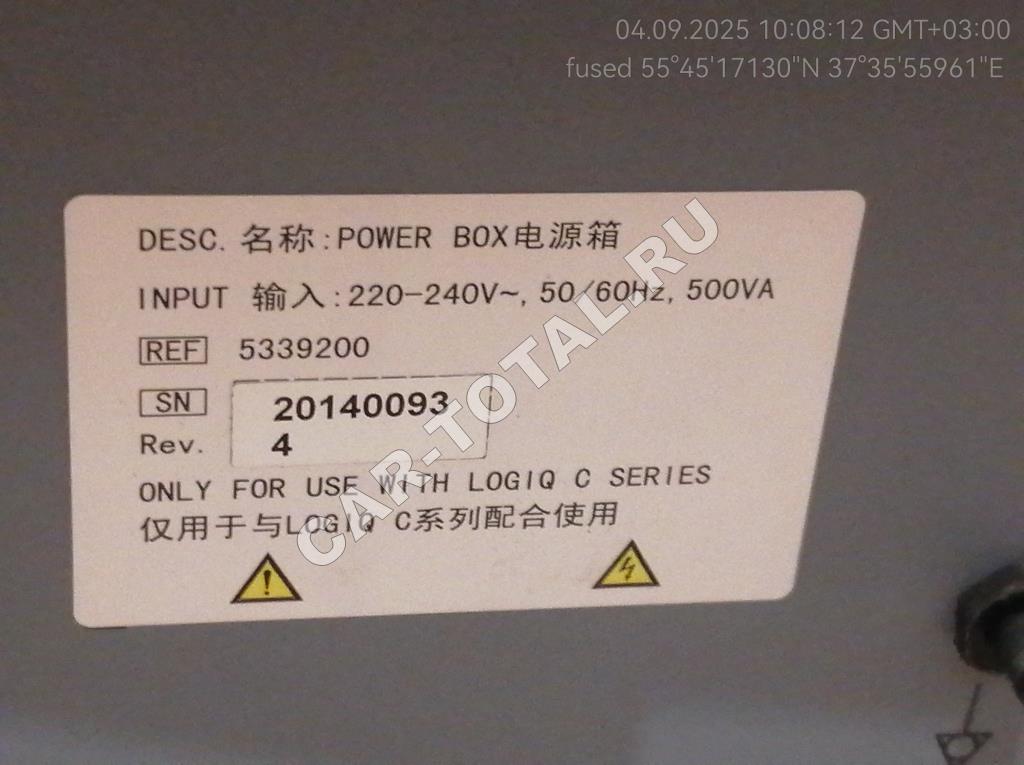 04.09.2025 10:08:12 GMT+03:00
fused 55°45'17130"N 37°35'55961"E
DESC. 名称:POWER BOX电源箱
INPUT 输入:220-240V~, 50/60Hz, 500VA
REF 5339200
SN 20140093
Rev. 4
ONLY FOR USE WITH LOGIQ C SERIES
仅用于与LOGIQ C系列配合使用
CAR-TOTAL.RU